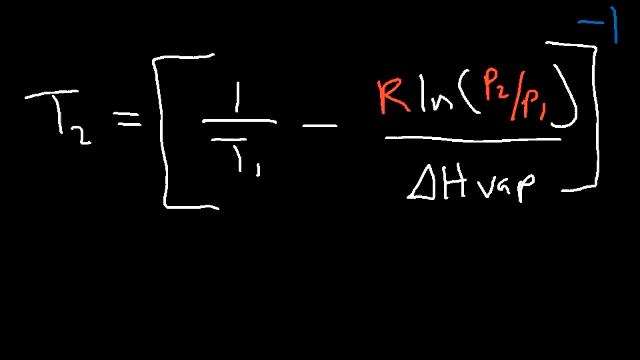 T₂ = [ 1/T₁ − R ln(P₂/P₁)/ΔHvap ]⁻¹